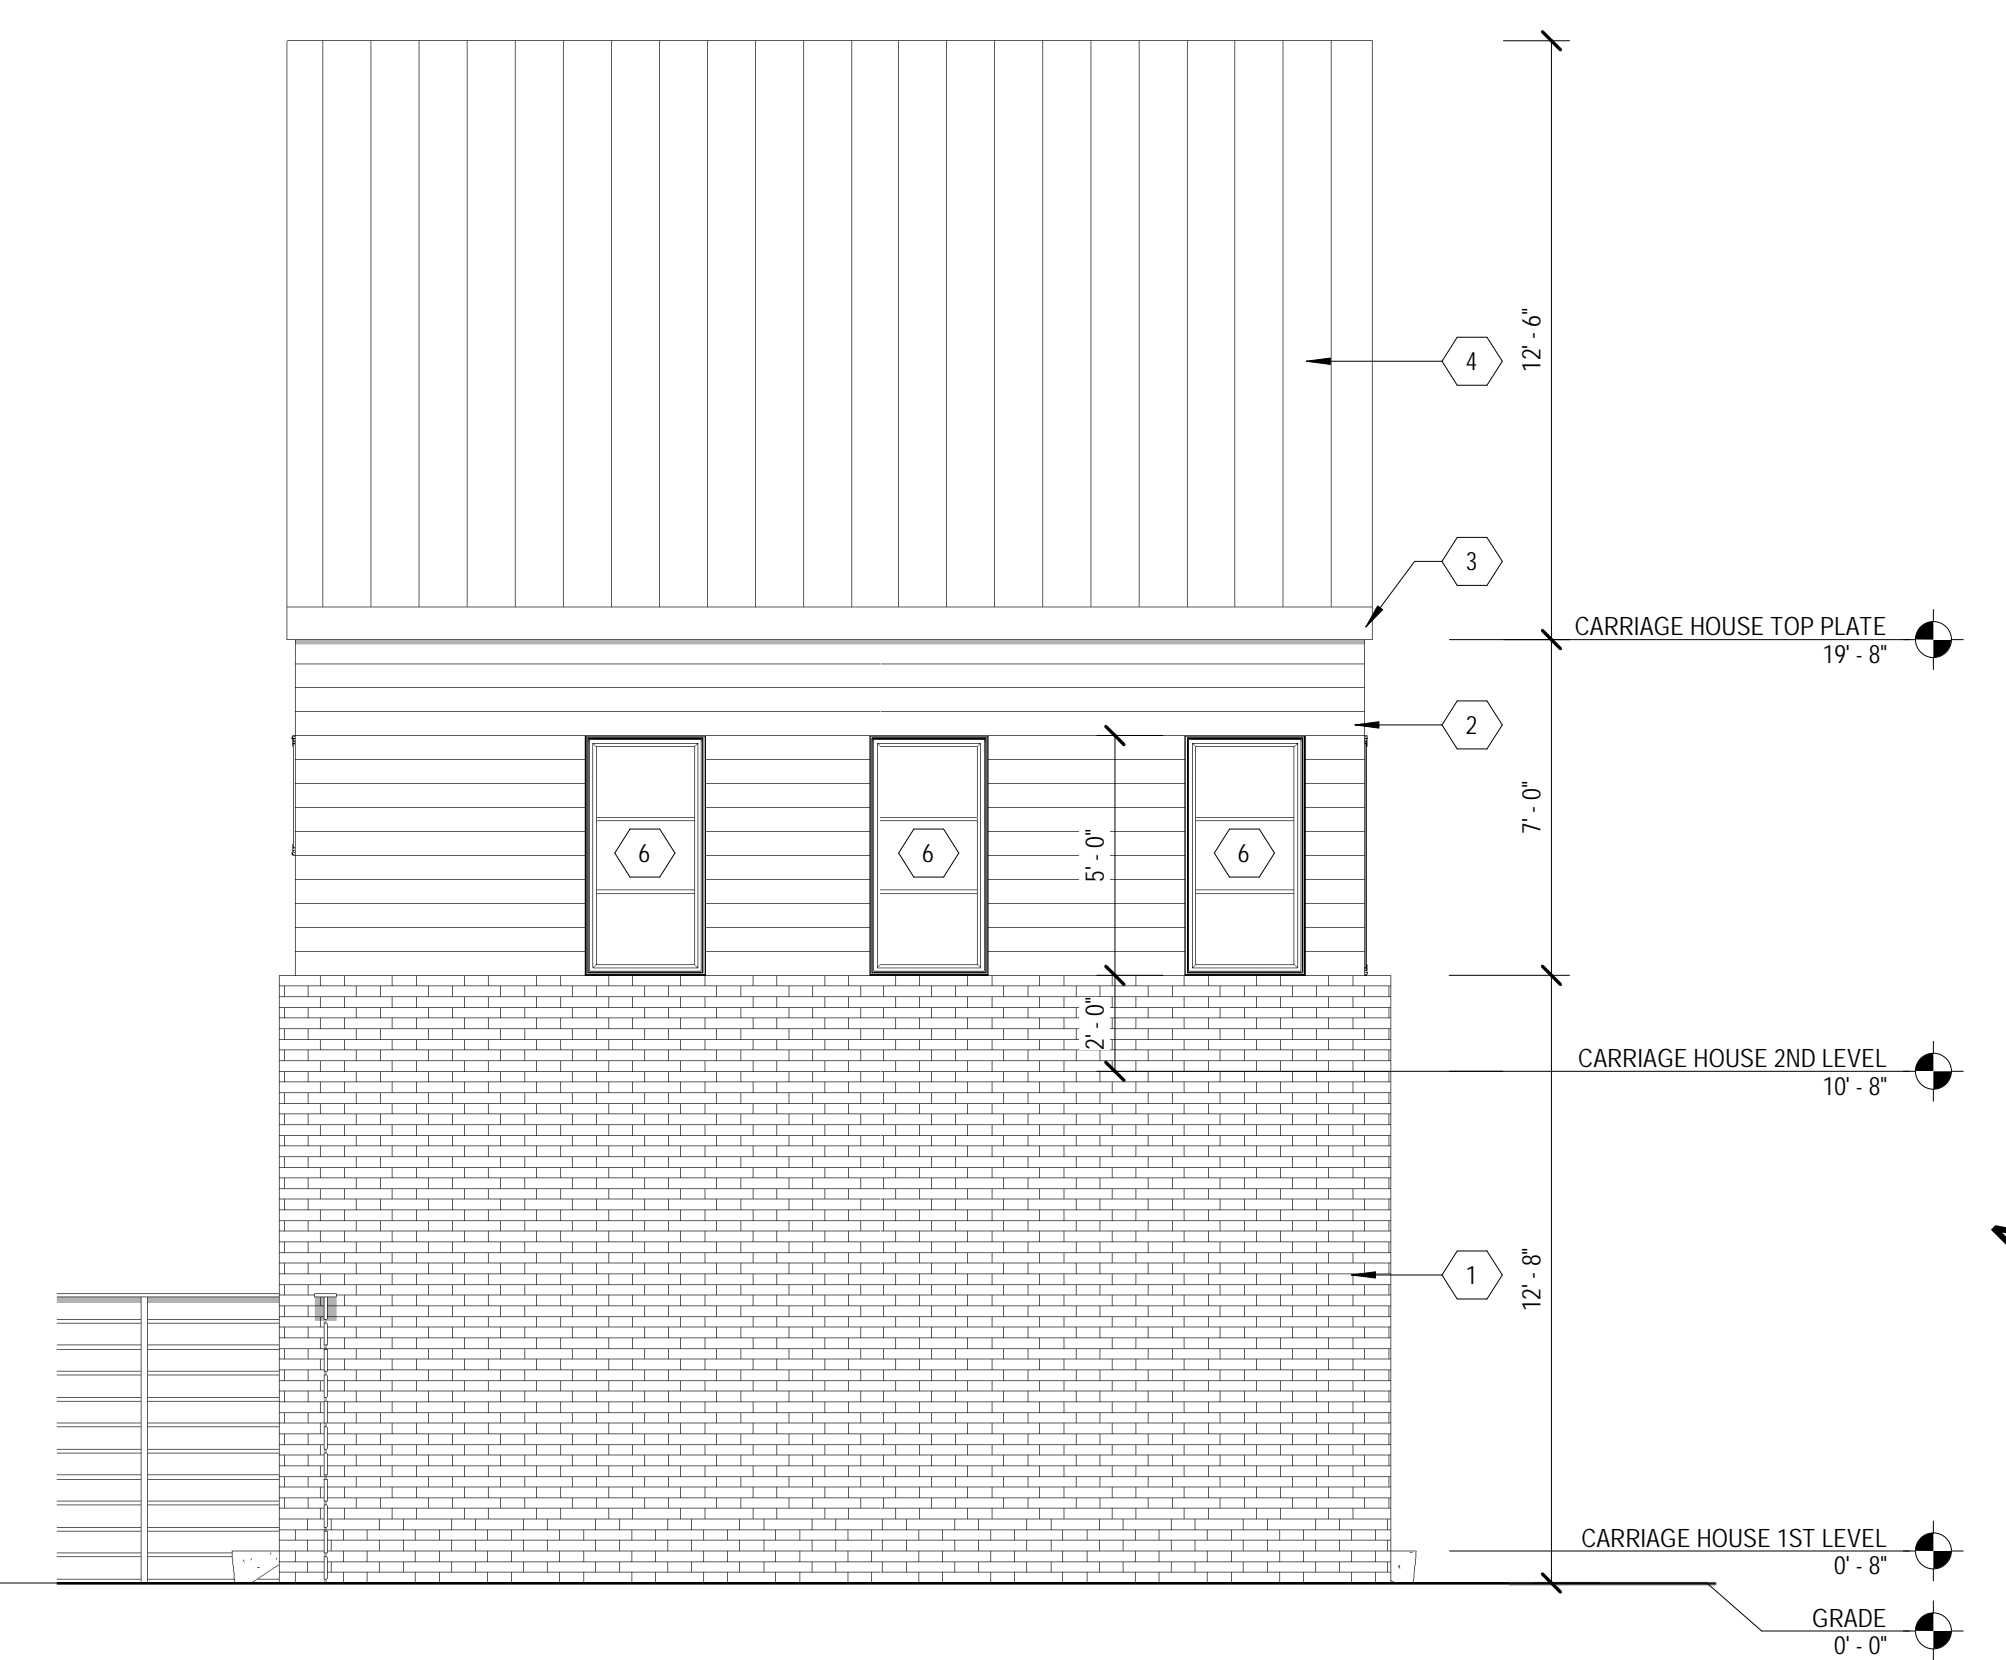 12' - 6"
4
3
CARRIAGE HOUSE TOP PLATE
19' - 8"
2
7' - 0"
6
6
6
5' - 0"
2' - 0"
CARRIAGE HOUSE 2ND LEVEL
10' - 8"
1
12' - 8"
CARRIAGE HOUSE 1ST LEVEL
0' - 8"
GRADE
0' - 0"